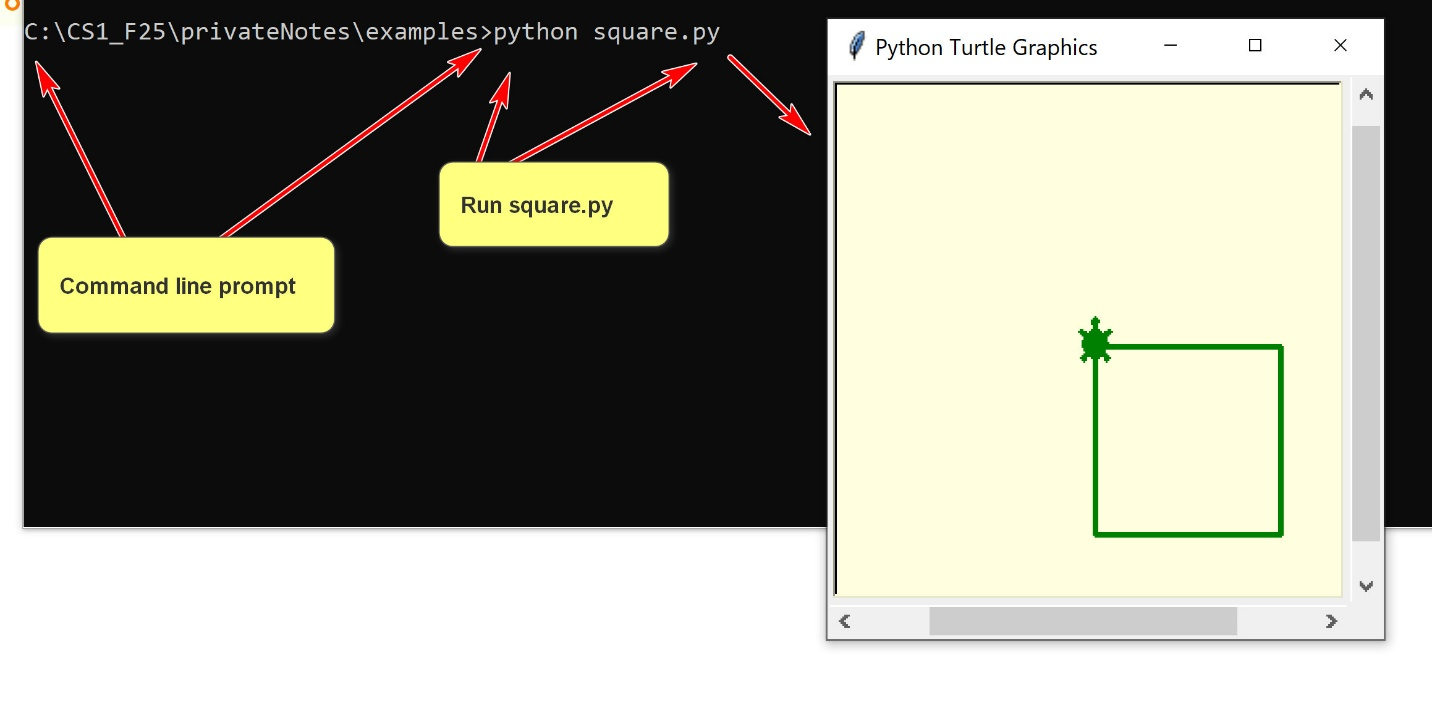 C:\CS1_F25\privateNotes\examples>python square.py
Python Turtle Graphics
Run square.py
Command line prompt